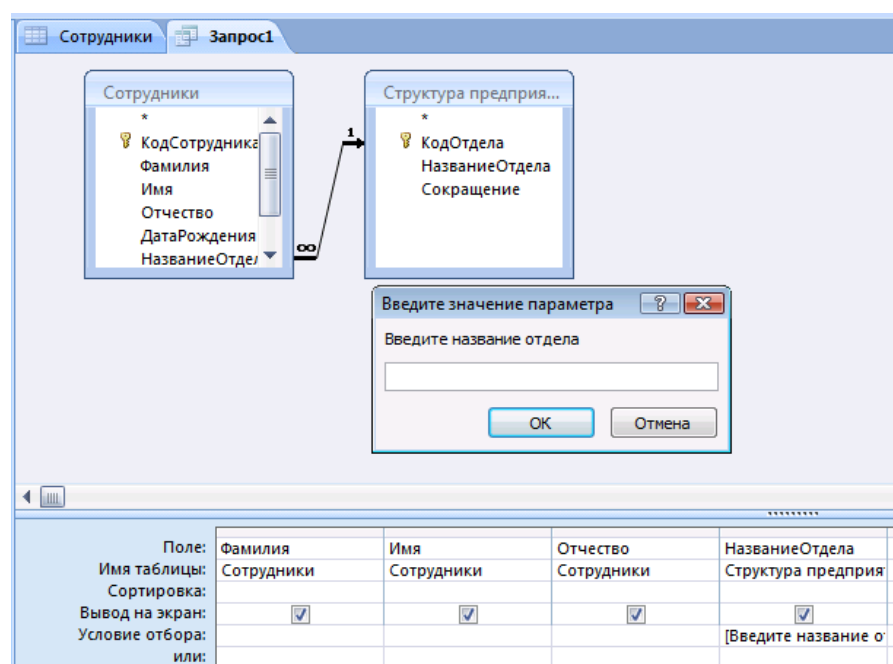 Сотрудники Запрос1
Сотрудники
*
КодСотрудника
Фамилия
Имя
Отчество
ДатаРождения
НазваниеОтдел
∞
1
Структура предприя...
*
КодОтдела
НазваниеОтдела
Сокращение
Введите значение параметра ?
Введите название отдела
ОК Отмена
Поле: Фамилия Имя Отчество НазваниеОтдела
Имя таблицы: Сотрудники Сотрудники Сотрудники Структура предприят
Сортировка:
Вывод на экран:
Условие отбора: [Введите название от
или: